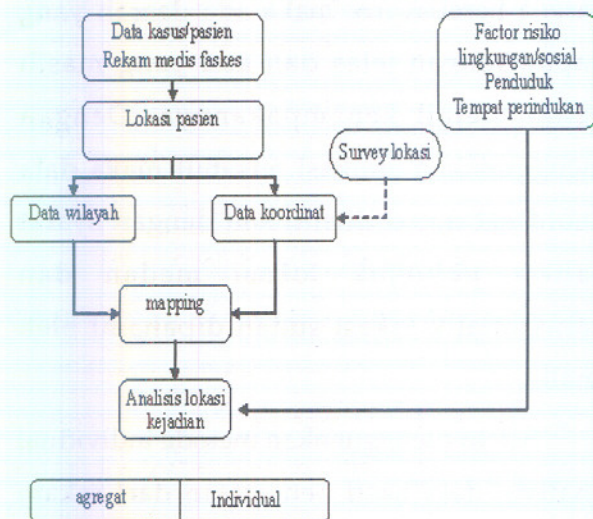 Data kasus/pasien
Rekam medis faskes
Factor risiko
lingkungan/sosial
Penduduk
Tempat perindukan
Lokasi pasien
Survey lokasi
Data wilayah
Data koordinat
mapping
Analisis lokasi
kejadian
agregat
Individual